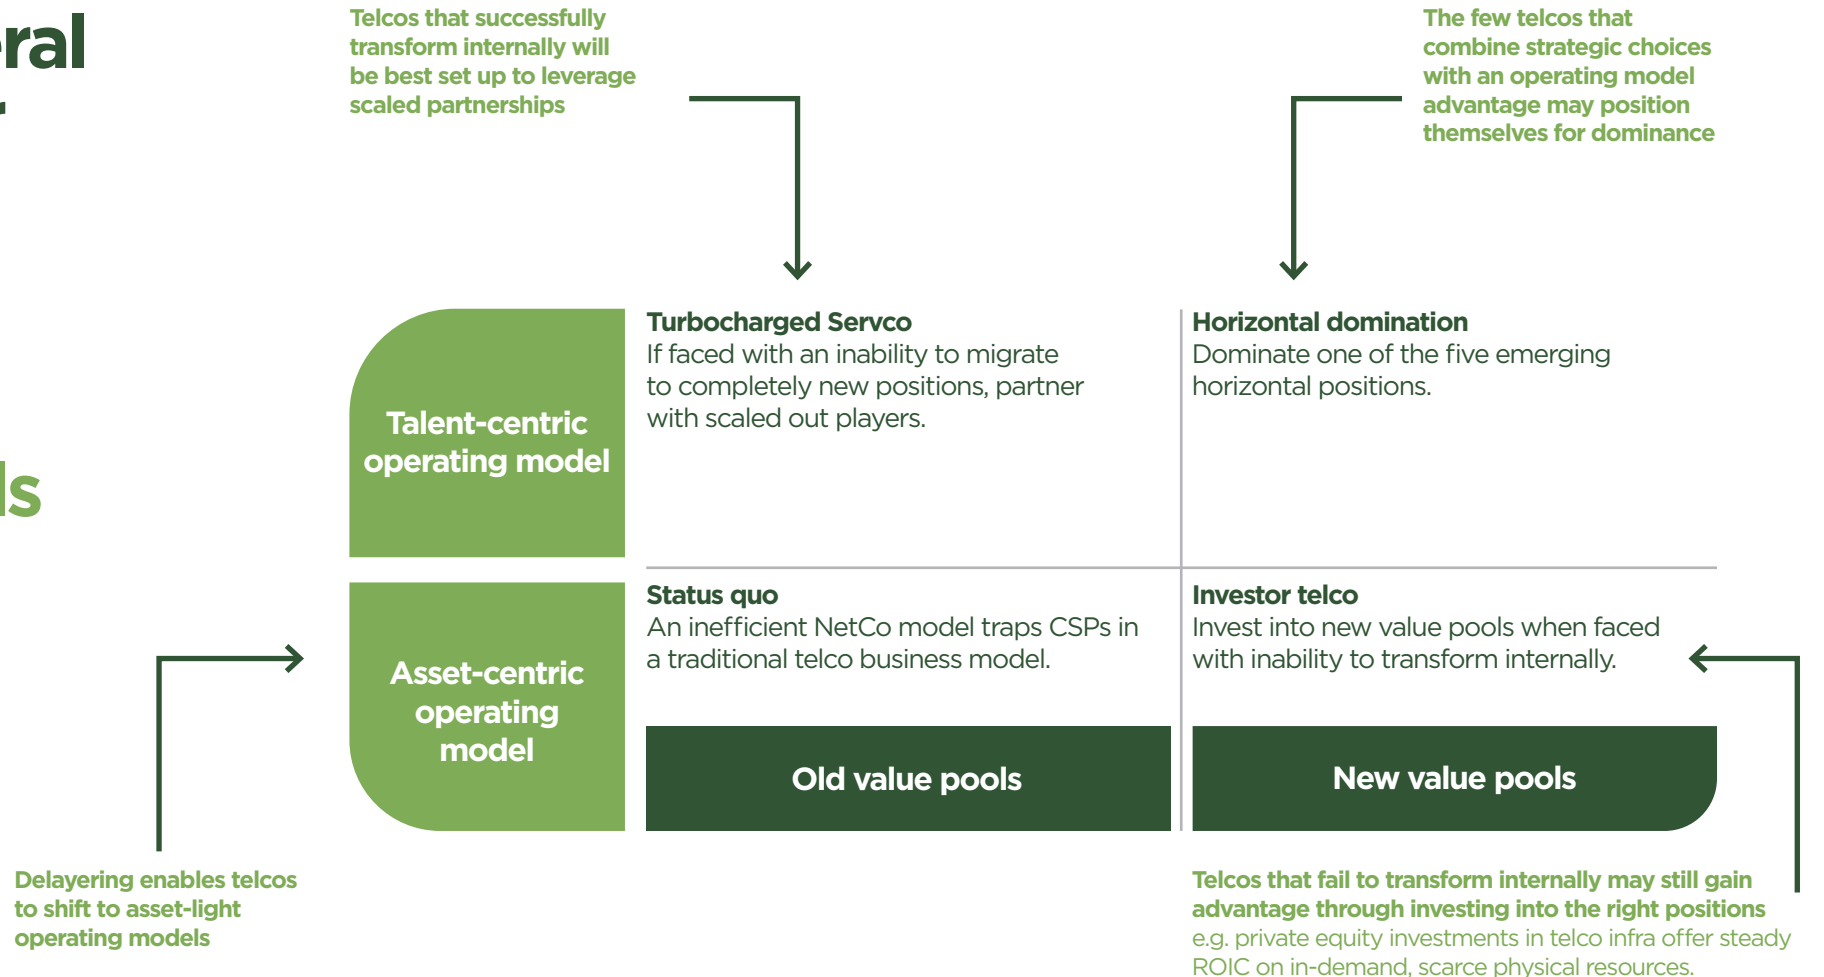 Telcos that successfully
transform internally will
be best set up to leverage
scaled partnerships
The few telcos that
combine strategic choices
with an operating model
advantage may position
themselves for dominance
Talent-centric
operating model
Turbocharged Servco
If faced with an inability to migrate
to completely new positions, partner
with scaled out players.
Horizontal domination
Dominate one of the five emerging
horizontal positions.
Asset-centric
operating
model
Status quo
An inefficient NetCo model traps CSPs in
a traditional telco business model.
Investor telco
Invest into new value pools when faced
with inability to transform internally.
Old value pools
New value pools
Delayering enables telcos
to shift to asset-light
operating models
Telcos that fail to transform internally may still gain
advantage through investing into the right positions
e.g. private equity investments in telco infra offer steady
ROIC on in-demand, scarce physical resources.